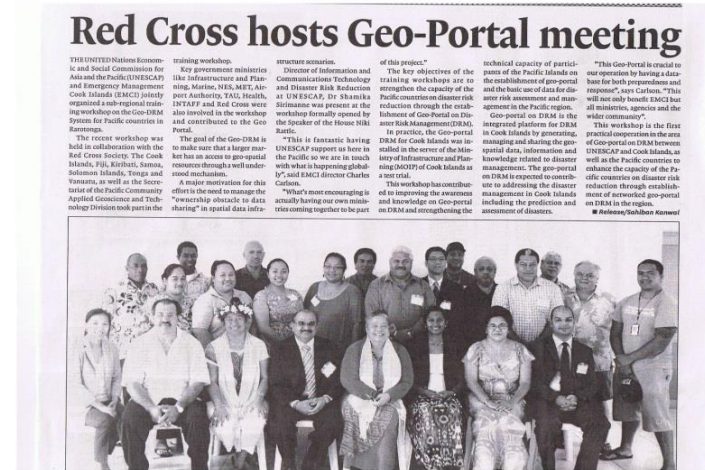 Red Cross hosts Geo-Portal meeting
THE UNITED Nations Econom-
ic and Social Commission for
Asia and the Pacific (UNESCAP)
and Emergency Management
Cook Islands (EMCI) jointly
organized a sub-regional train-
ing workshop on the Geo-DRM
System for Pacific countries in
Rarotonga.
The recent workshop was
held in collaboration with the
Red Cross Society. The Cook
Islands, Fiji, Kiribati, Samoa,
Solomon Islands, Tonga and
Vanuatu, as well as the Secre-
tariat of the Pacific Community
Applied Geoscience and Tech-
nology Division took part in the
training workshop.
Key government ministries
like Infrastructure and Plan-
ning, Marine, NES, MET, Air-
port Authority, TAU, Health,
INTAFF and Red Cross were
also involved in the workshop
and contributed to the Geo
Portal.
The goal of the Geo-DRM is
to make sure that a larger mar-
ket has an access to geo-spatial
resources through a well under-
stood mechanism.
A major motivation for this
effort is the need to manage the
"ownership obstacle to data
sharing" in spatial data infra-
structure scenarios.
Director of Information and
Communications Technology
and Disaster Risk Reduction
at UNESCAP, Dr Shamika
Sirimanne was present at the
workshop formally opened by
the Speaker of the House Niki
Rattle.
"This is fantastic having
UNESCAP support us here in
the Pacific so we are in touch
with what is happening global-
ly", said EMCI director Charles
Carlson.
"What's most encouraging is
actually having our own minis-
tries coming together to be part
of this project."
The key objectives of the
training workshops are to
strengthen the capacity of the
Pacific countries on disaster risk
reduction through the estab-
lishment of Geo-Portal on Dis-
aster Risk Management (DRM).
In practice, the Geo-portal
DRM for Cook Islands was in-
stalled in the server of the Min-
istry of Infrastructure and Plan-
ning (MOIP) of Cook Islands as
a test trial.
This workshop has contribut-
ed to improving the awareness
and knowledge on Geo-portal
on DRM and strengthening the
technical capacity of partici-
pants of the Pacific Islands on
the establishment of geo-portal
and the basic use of data for dis-
aster risk assessment and man-
agement in the Pacific region.
Geo-portal on DRM is the
integrated platform for DRM
in Cook Islands by generating,
managing and sharing the geo-
spatial data, information and
knowledge related to disaster
management. The geo-portal
on DRM is expected to contrib-
ute to addressing the disaster
management in Cook Islands
including the prediction and
assessment of disasters.
"This Geo-Portal is crucial to
our operation by having a data-
base for both preparedness and
response", says Carlson. "This
will not only benefit EMCI but
all ministries, agencies and the
wider community".
This workshop is the first
practical cooperation in the area
of Geo-portal on DRM between
UNESCAP and Cook Islands, as
well as the Pacific countries to
enhance the capacity of the Pa-
cific countries on disaster risk
reduction through establish-
ment of networked geo-portal
on DRM in the region.
■ Release/Sahiban Kanwal